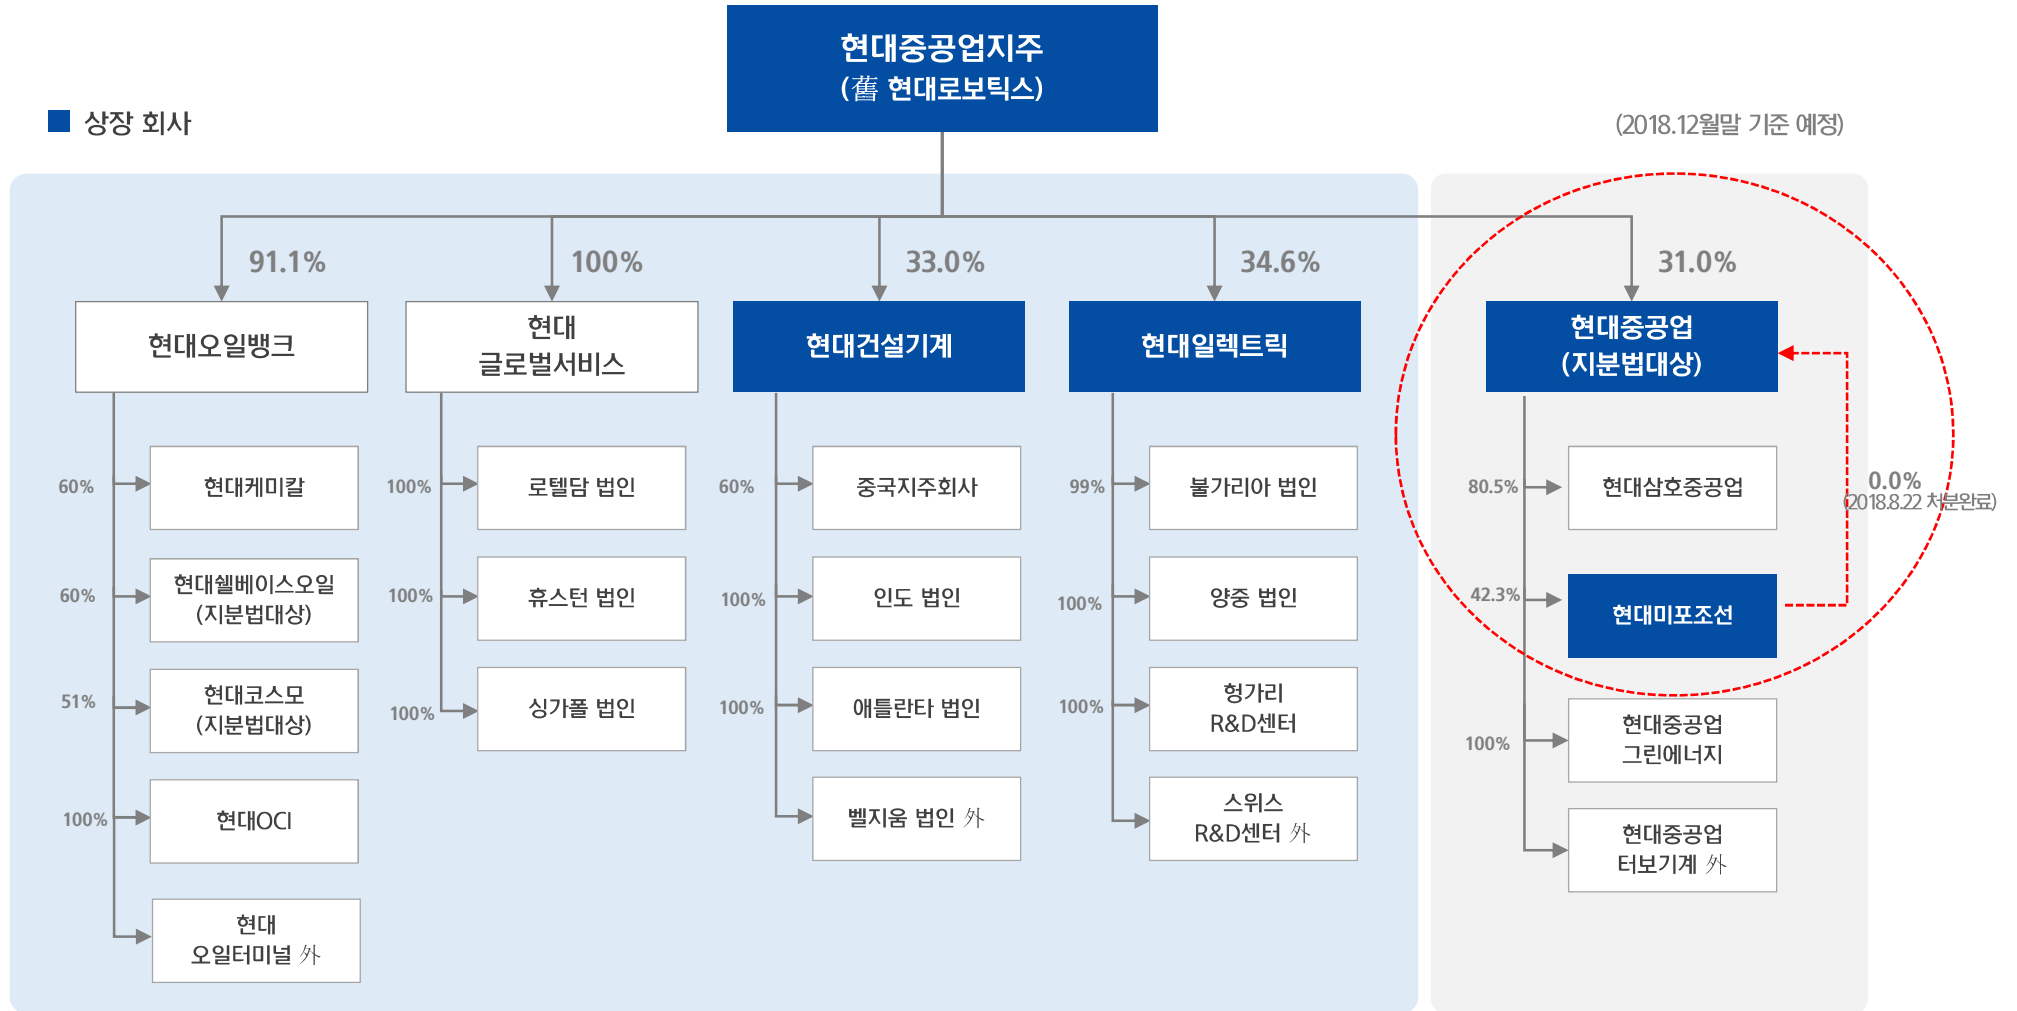 현대중공업지주
(舊 현대로보틱스)
상장 회사
(2018.12월말 기준 예정)
91.1%
100%
33.0%
34.6%
31.0%
현대오일뱅크
현대
글로벌서비스
현대건설기계
현대일렉트릭
현대중공업
(지분법대상)
60%
현대케미칼
60%
현대쉘베이스오일
(지분법대상)
51%
현대코스모
(지분법대상)
100%
현대OCI
현대
오일터미널 外
100%
로텔담 법인
100%
휴스턴 법인
100%
싱가폴 법인
60%
중국지주회사
100%
인도 법인
100%
애틀란타 법인
벨지움 법인 外
99%
불가리아 법인
100%
양중 법인
100%
헝가리
R&D센터
스위스
R&D센터 外
80.5%
현대삼호중공업
0.0%
(2018.8.22 처분완료)
42.3%
현대미포조선
100%
현대중공업
그린에너지
현대중공업
터보기계 外